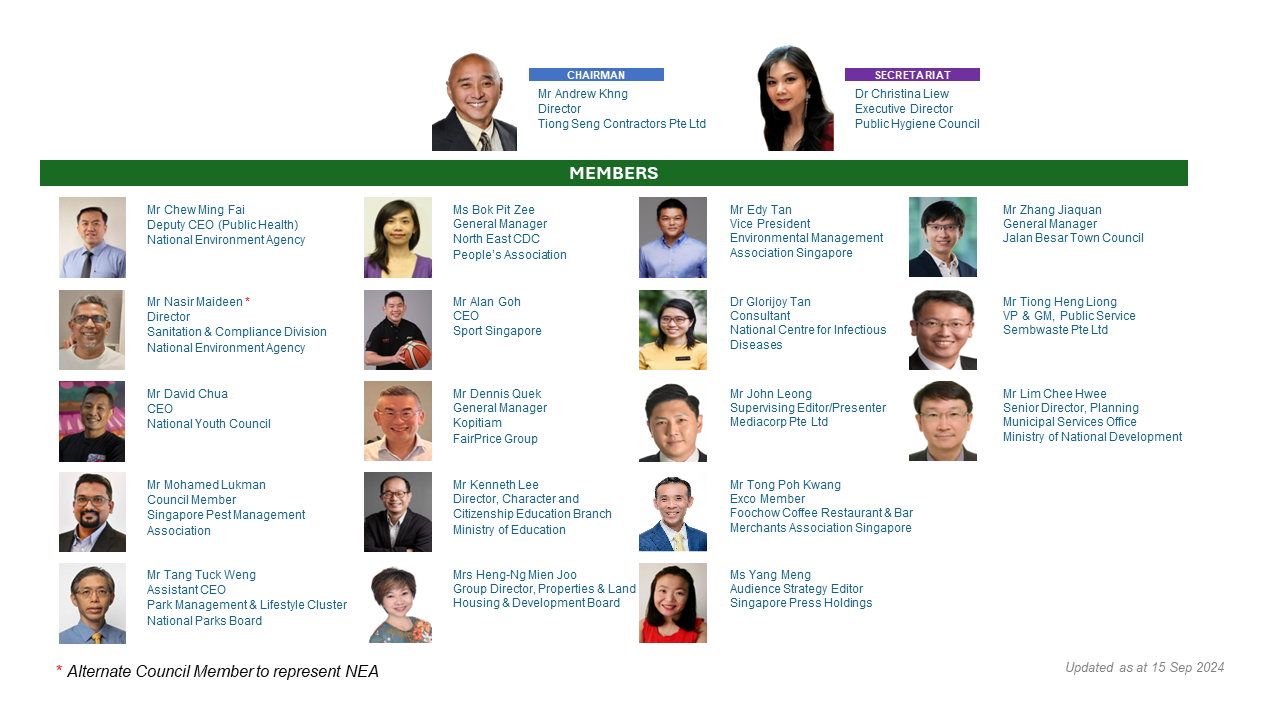 CHAIRMAN
Mr Andrew Khng
Director
Tiong Seng Contractors Pte Ltd
SECRETARIAT
Dr Christina Liew
Executive Director
Public Hygiene Council
MEMBERS
Mr Chew Ming Fai
Deputy CEO (Public Health)
National Environment Agency
Ms Bok Pit Zee
General Manager
North East CDC
People's Association
Mr Edy Tan
Vice President
Environmental Management
Association Singapore
Mr Zhang Jiaquan
General Manager
Jalan Besar Town Council
Mr Nasir Maideen *
Director
Sanitation & Compliance Division
National Environment Agency
Mr Alan Goh
CEO
Sport Singapore
Dr Glorijoy Tan
Consultant
National Centre for Infectious
Diseases
Mr Tiong Heng Liong
VP & GM, Public Service
Sembwaste Pte Ltd
Mr David Chua
CEO
National Youth Council
Mr Dennis Quek
General Manager
Kopitiam
FairPrice Group
Mr John Leong
Supervising Editor/Presenter
Mediacorp Pte Ltd
Mr Lim Chee Hwee
Senior Director, Planning
Municipal Services Office
Ministry of National Development
Mr Mohamed Lukman
Council Member
Singapore Pest Management
Association
Mr Kenneth Lee
Director, Character and
Citizenship Education Branch
Ministry of Education
Mr Tong Poh Kwang
Exco Member
Foochow Coffee Restaurant & Bar
Merchants Association Singapore
Mr Tang Tuck Weng
Assistant CEO
Park Management & Lifestyle Cluster
National Parks Board
Mrs Heng-Ng Mien Joo
Group Director, Properties & Land
Housing & Development Board
Ms Yang Meng
Audience Strategy Editor
Singapore Press Holdings
* Alternate Council Member to represent NEA
Updated as at 15 Sep 2024